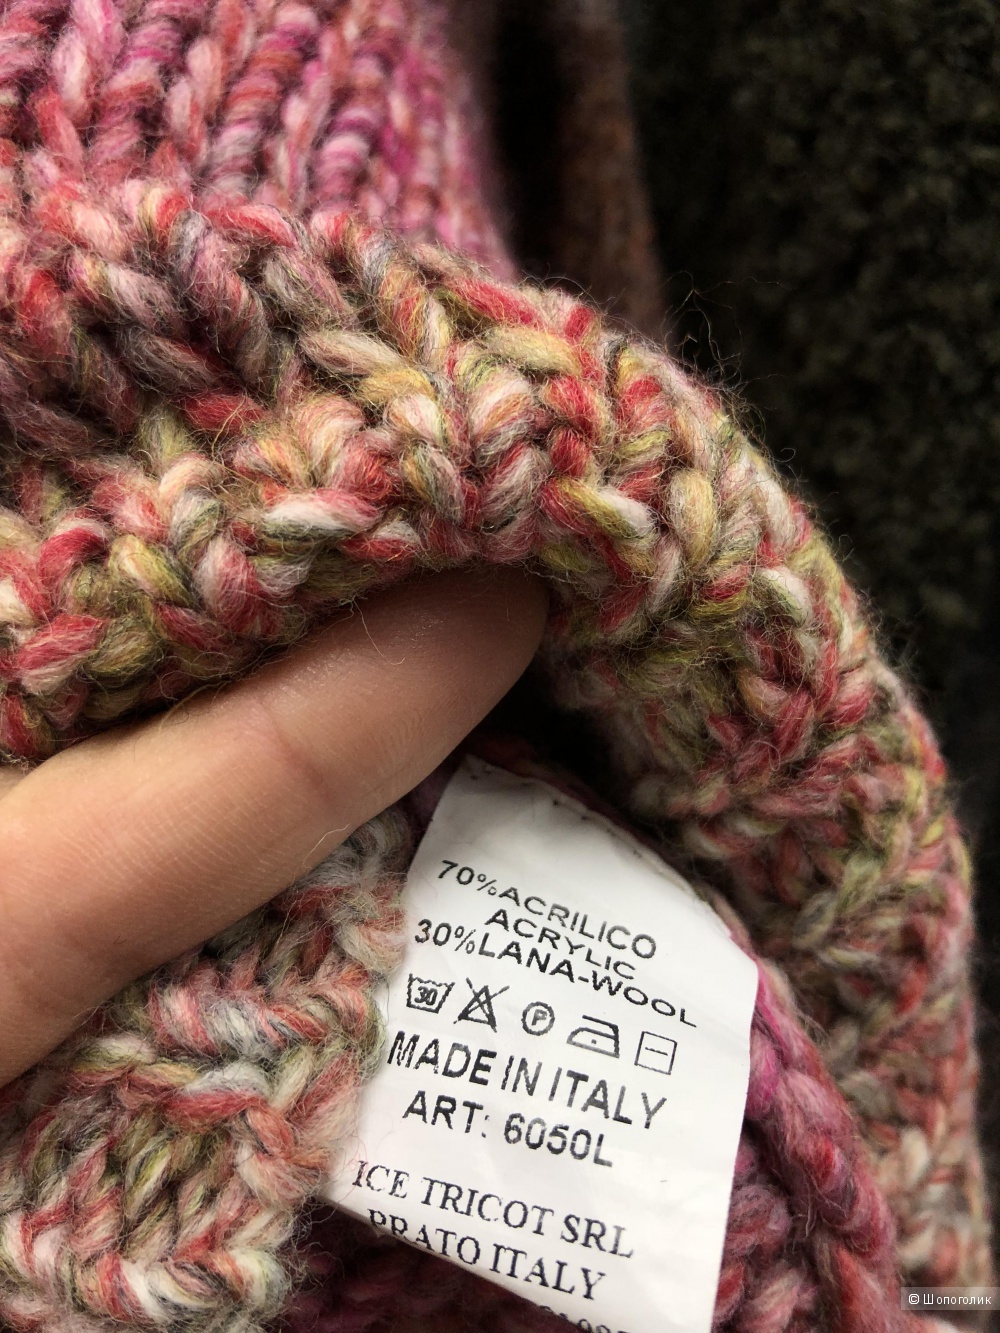 70%ACRILICO
ACRYLIC
30%LANA-WOOL
30 P
MADE IN ITALY
ART: 6050L
ICE TRICOT SRL
PRATO ITALY
© Шопоголик